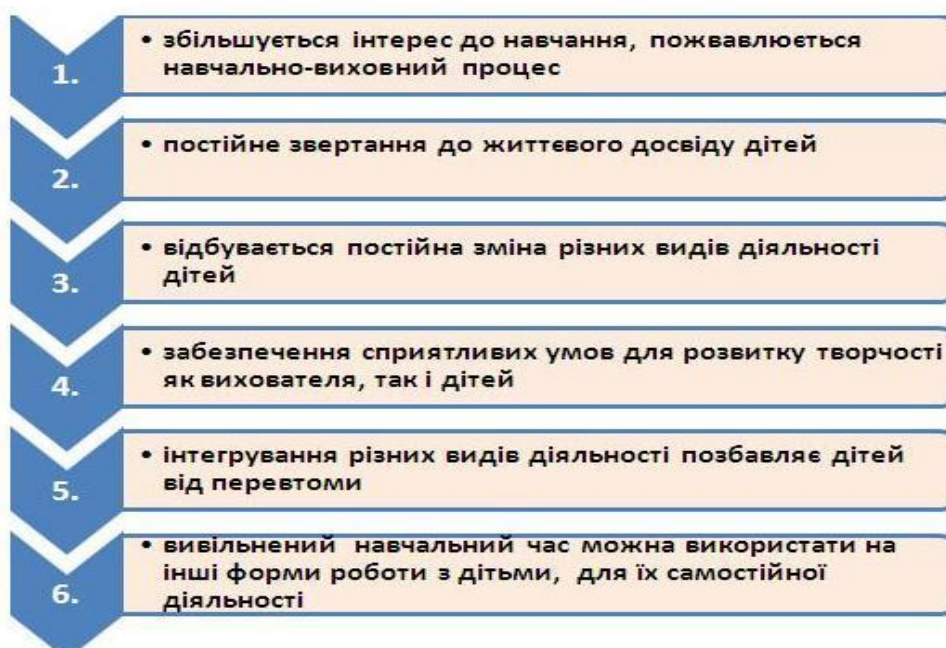 1.
• збільшується інтерес до навчання, пожвавлюється
навчально-виховний процес
2.
• постійне звертання до життєвого досвіду дітей
3.
• відбувається постійна зміна різних видів діяльності
дітей
4.
• забезпечення сприятливих умов для розвитку творчості
як вихователя, так і дітей
5.
• інтегрування різних видів діяльності позбавляє дітей
від перевтоми
6.
• вивільнений навчальний час можна використати на
інші форми роботи з дітьми, для їх самостійної
діяльності